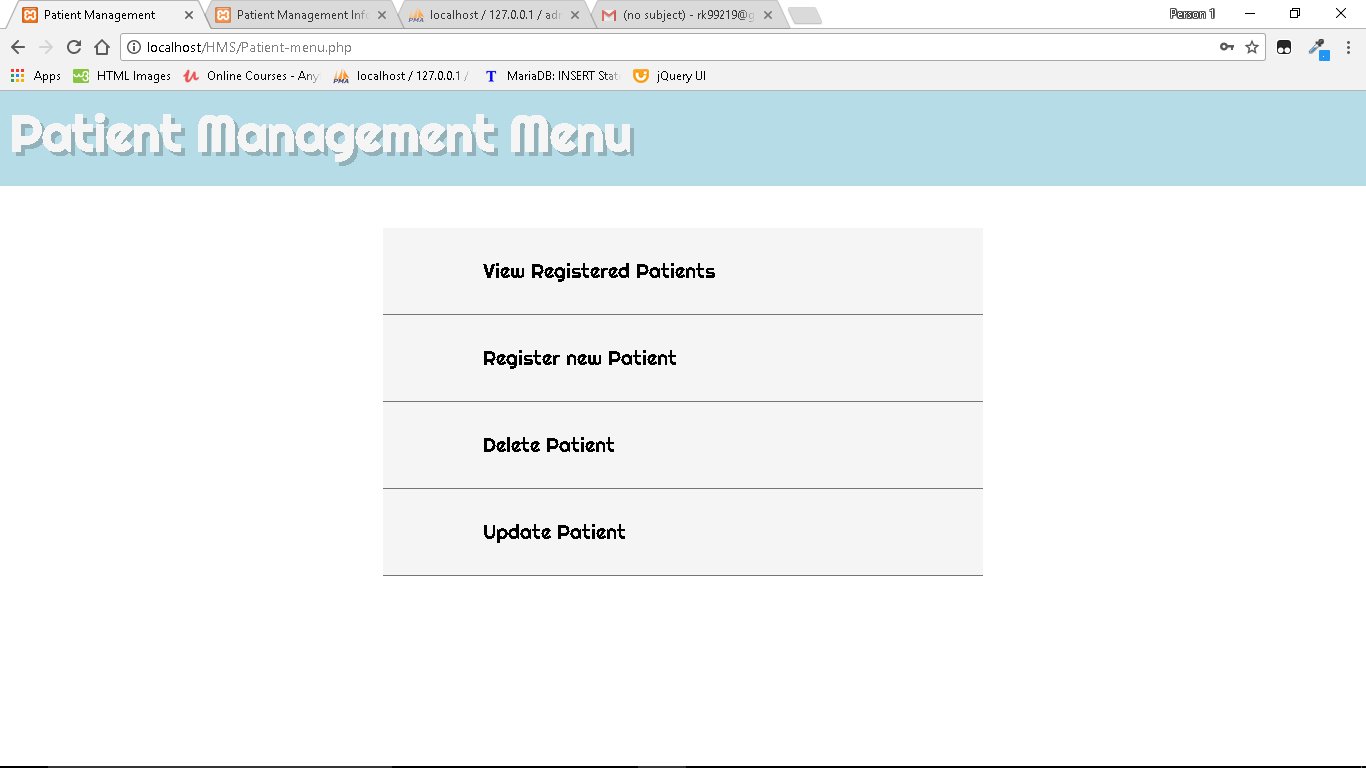 Patient Management
Patient Management Info
localhost / 127.0.0.1 / adm
(no subject) - rk99219@g
Person 1
localhost/HMS/Patient-menu.php
Apps
HTML Images
Online Courses - Any
localhost / 127.0.0.1 /
MariaDB: INSERT Stat
jQuery UI
Patient Management Menu
View Registered Patients
Register new Patient
Delete Patient
Update Patient